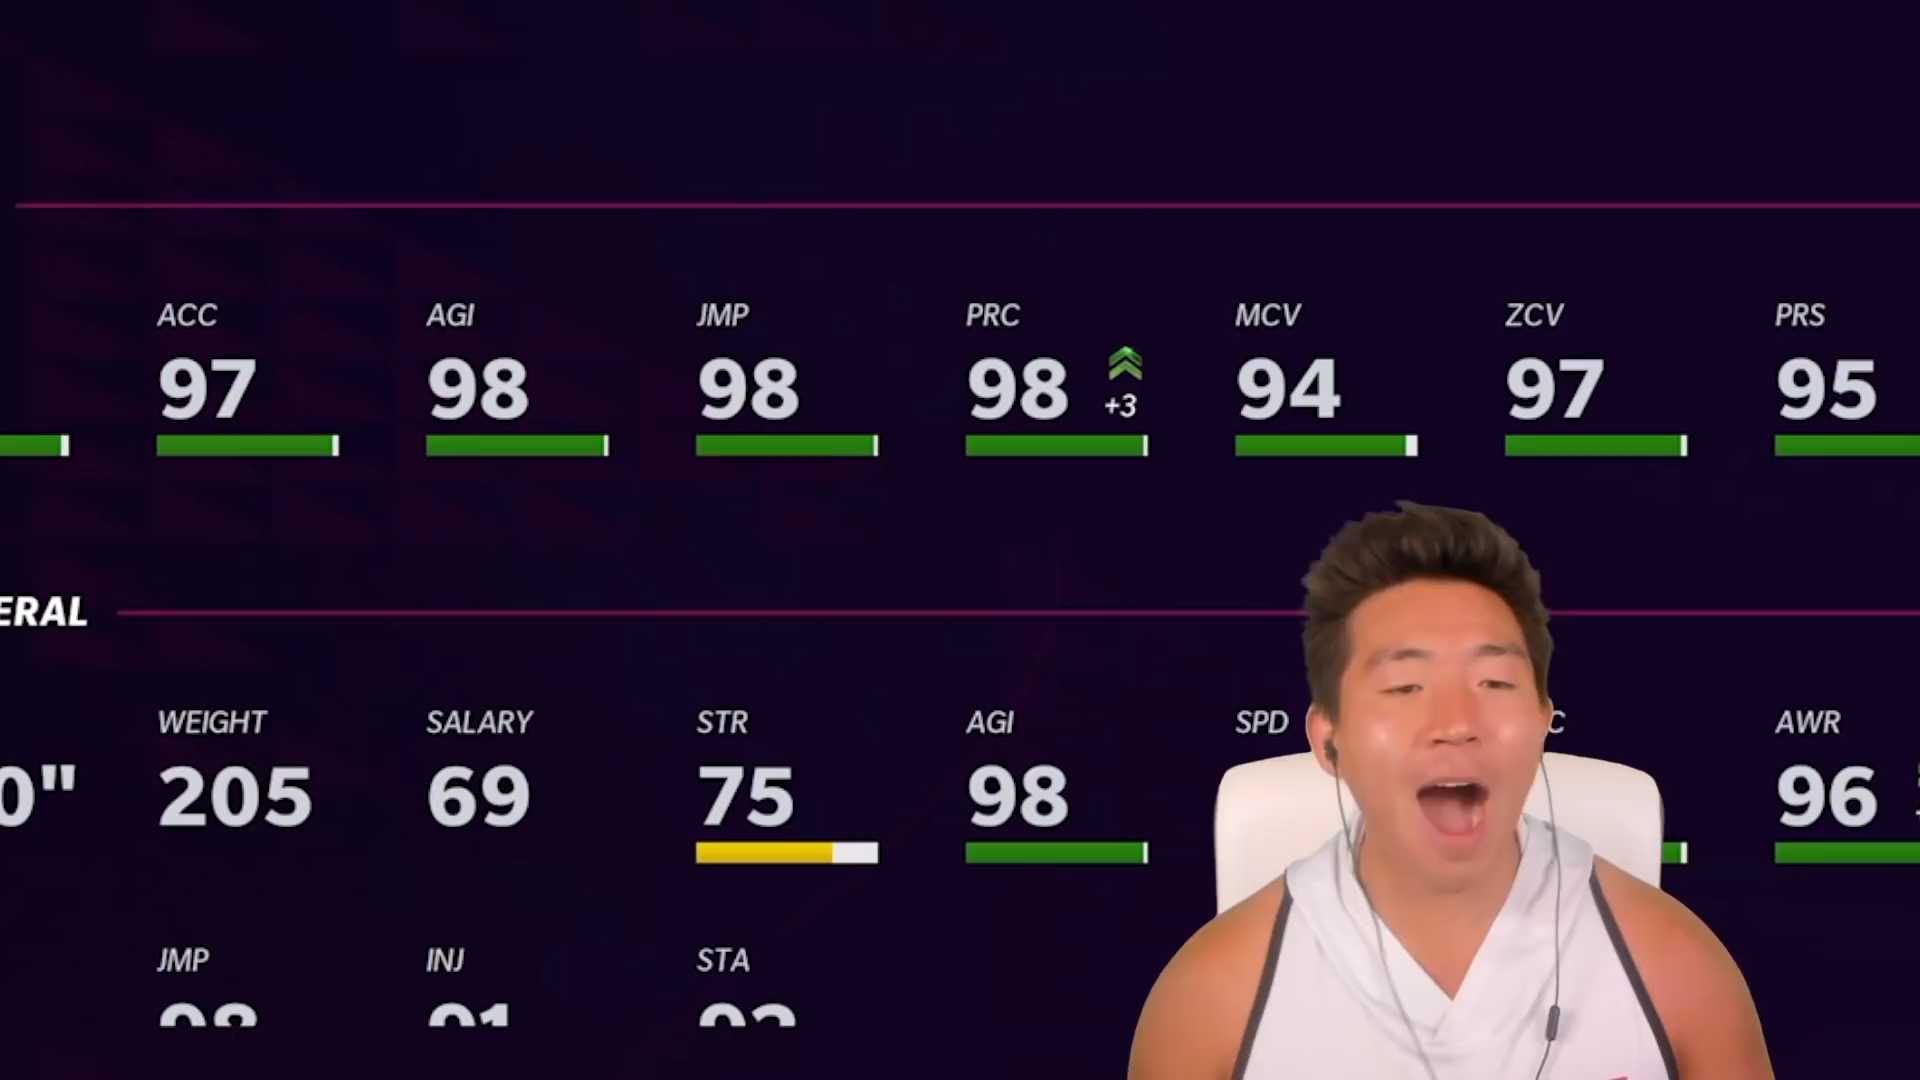 ACC AGI JMP PRC MCV ZCV PRS
97 98 98 98 +3 94 97 95
ERAL
WEIGHT SALARY STR AGI SPD C AWR
0" 205 69 75 98 96
JMP INJ STA